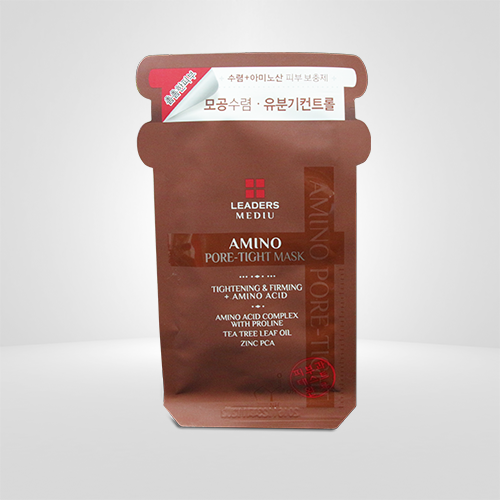 수렴+아미노산 피부 보충제
모공수렴 · 유분기컨트롤
LEADERS
MEDIU
AMINO
PORE-TIGHT MASK
TIGHTENING & FIRMING
+ AMINO ACID
AMINO ACID COMPLEX
WITH PROLINE
TEA TREE LEAF OIL
ZINC PCA
AMINO PORE-TIGHT